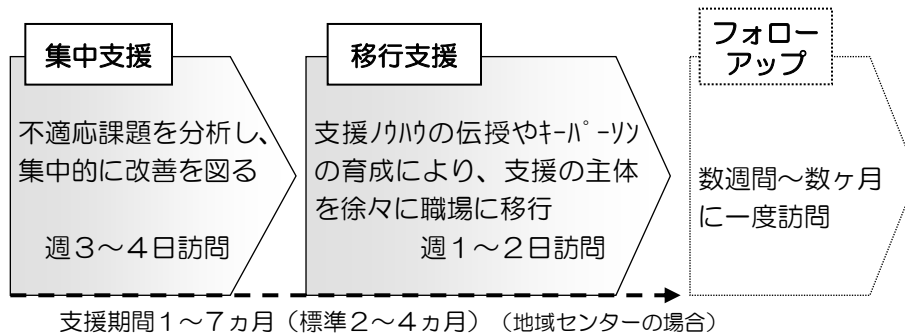 集中支援
不適応課題を分析し、
集中的に改善を図る
週３～４日訪問
移行支援
支援ﾉｳﾊｳの伝授やｷｰﾊﾟｰｿﾝ
の育成により、支援の主体
を徐々に職場に移行
週１～２日訪問
フォロー
アップ
数週間～数ヶ月
に一度訪問
支援期間１～７ヵ月（標準２～４ヵ月）（地域センターの場合）